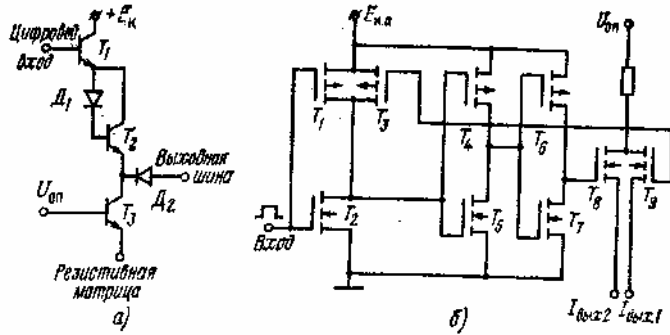 +Eк
Цифровой
вход
T1
Д1
T2
Выходная
шина
Д2
Uоп
T3
Резистивная
матрица
а)
Eи.п
T1
T3
T4
T6
T2
T5
T7
Вход
б)
Uоп
T8
T9
Iвых2 Iвых1